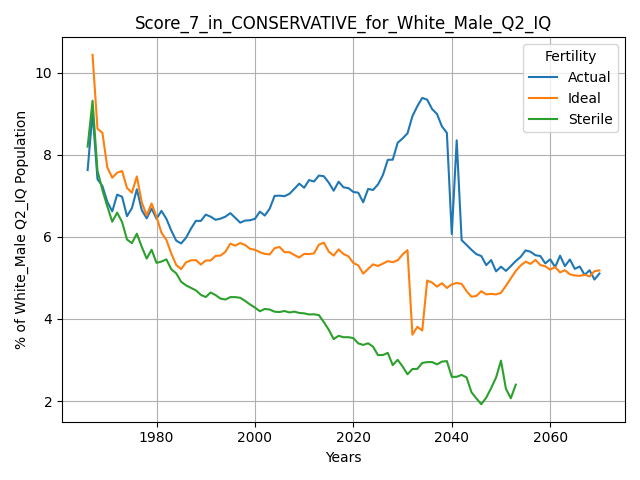 Score_7_in_CONSERVATIVE_for_White_Male_Q2_IQ
% of White_Male Q2_IQ Population
10
8
6
4
2
Fertility
Actual
Ideal
Sterile
1980
2000
2020
2040
2060
Years